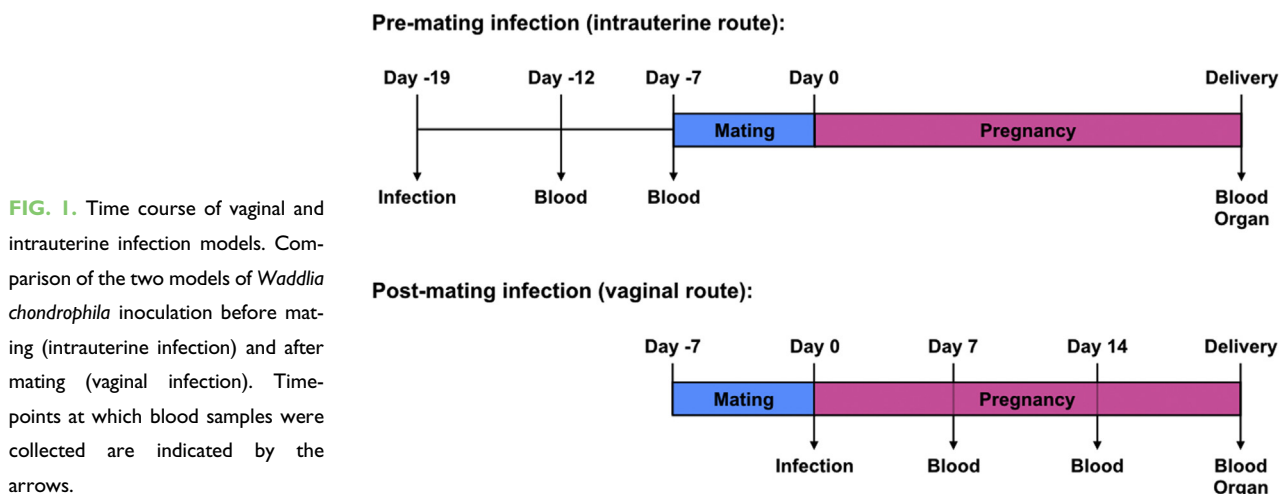 Pre-mating infection (intrauterine route):
Day -19 Day -12 Day -7 Day 0 Delivery
Mating Pregnancy
Infection Blood Blood Blood
Organ
FIG. 1. Time course of vaginal and
intrauterine infection models. Com-
parison of the two models of Waddlia
chondrophila inoculation before mat-
ing (intrauterine infection) and after
mating (vaginal infection). Time-
points at which blood samples were
collected are indicated by the
arrows.
Post-mating infection (vaginal route):
Day -7 Day 0 Day 7 Day 14 Delivery
Mating Pregnancy
Infection Blood Blood Blood
Organ